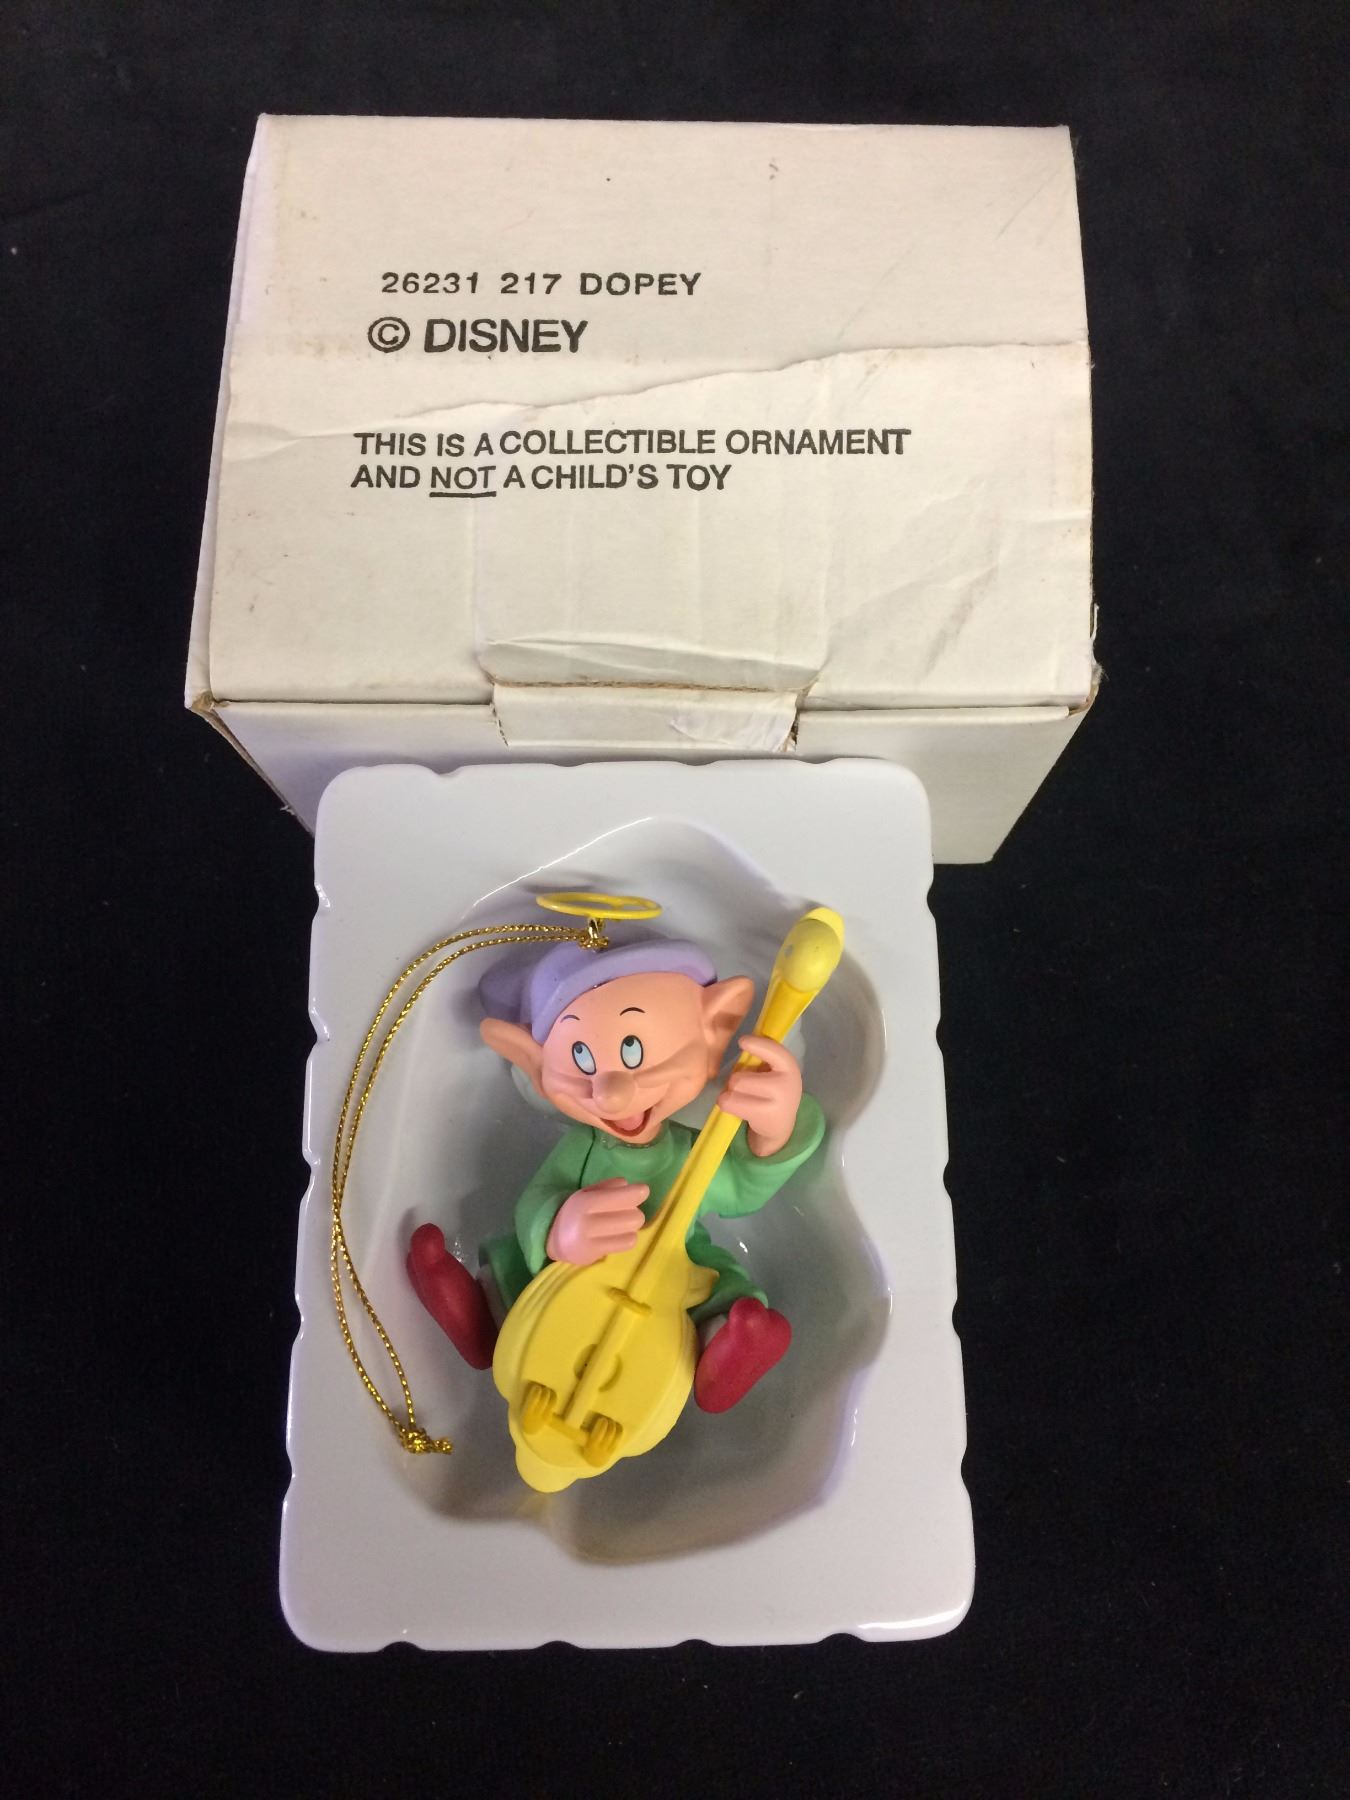 26231 217 DOPEY
© DISNEY
THIS IS A COLLECTIBLE ORNAMENT
AND NOT A CHILD'S TOY